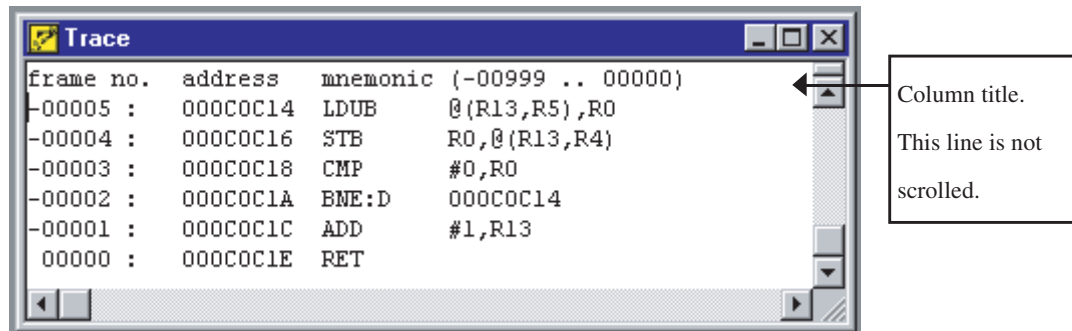 Trace
frame no. address mnemonic (-00999 .. 00000)
-00005 : 000C0C14 LDUB @(R13,R5),R0
-00004 : 000C0C16 STB R0,@(R13,R4)
-00003 : 000C0C18 CMP #0,R0
-00002 : 000C0C1A BNE:D 000C0C14
-00001 : 000C0C1C ADD #1,R13
00000 : 000C0C1E RET
Column title.
This line is not
scrolled.